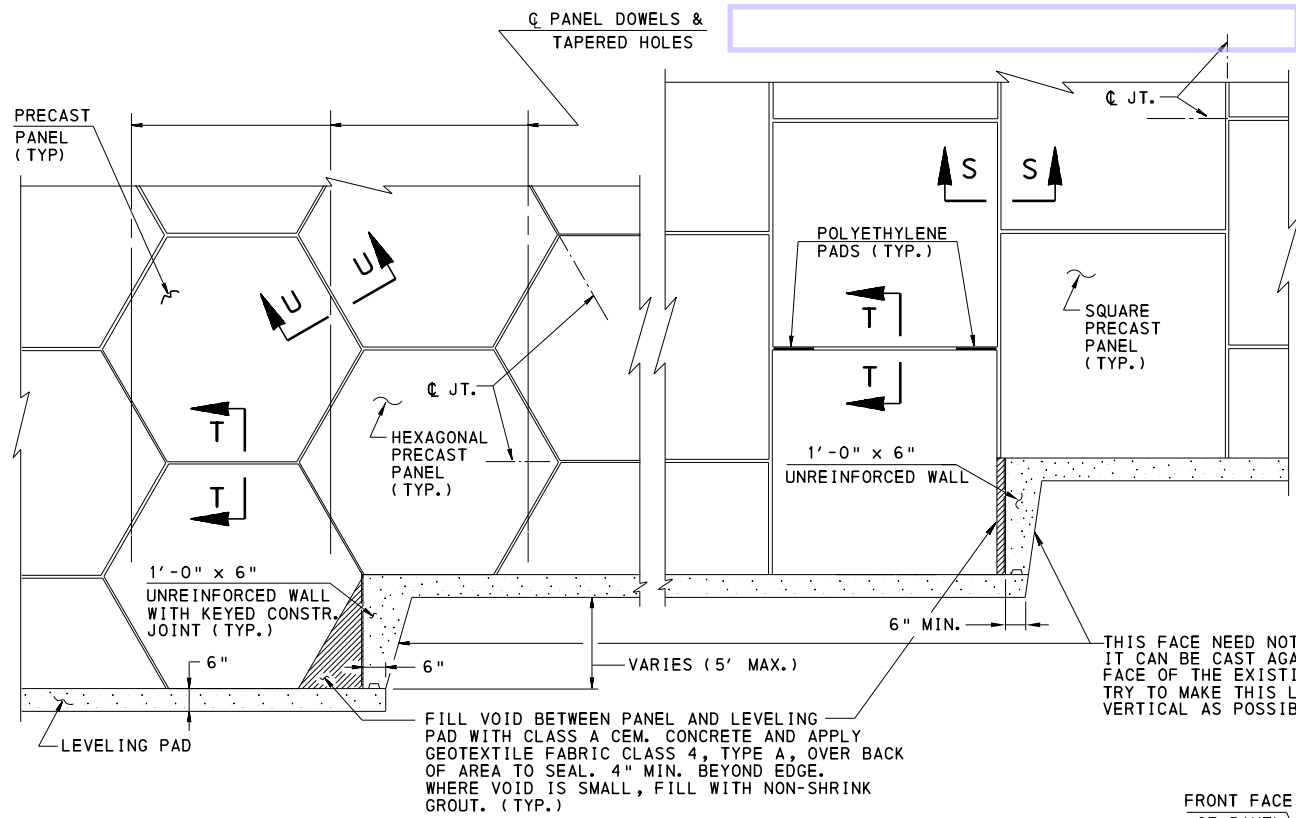 ℄ PANEL DOWELS &
TAPERED HOLES
PRECAST
PANEL
(TYP)
℄ JT.
S S
POLYETHYLENE
PADS (TYP.)
U
U
T
T
SQUARE
PRECAST
PANEL
(TYP.)
℄ JT.
T
T
HEXAGONAL
PRECAST
PANEL
(TYP.)
1'-0" x 6"
UNREINFORCED WALL
1'-0" x 6"
UNREINFORCED WALL
WITH KEYED CONSTR.
JOINT (TYP.)
6" MIN.
6"
6"
VARIES (5' MAX.)
THIS FACE NEED NOT
IT CAN BE CAST AGA
FACE OF THE EXISTI
TRY TO MAKE THIS L
VERTICAL AS POSSIB
LEVELING PAD
FILL VOID BETWEEN PANEL AND LEVELING
PAD WITH CLASS A CEM. CONCRETE AND APPLY
GEOTEXTILE FABRIC CLASS 4, TYPE A, OVER BACK
OF AREA TO SEAL. 4" MIN. BEYOND EDGE.
WHERE VOID IS SMALL, FILL WITH NON-SHRINK
GROUT. (TYP.)
FRONT FACE
OF PANEL